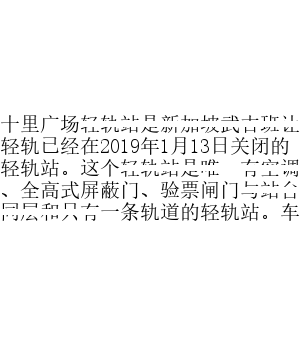 十里广场轻轨站是新加坡武吉班让
轻轨已经在2019年1月13日关闭的
轻轨站。这个轻轨站是唯一有空调
、全高式屏蔽门、验票闸门与站台
同层和只有一条轨道的轻轨站。车